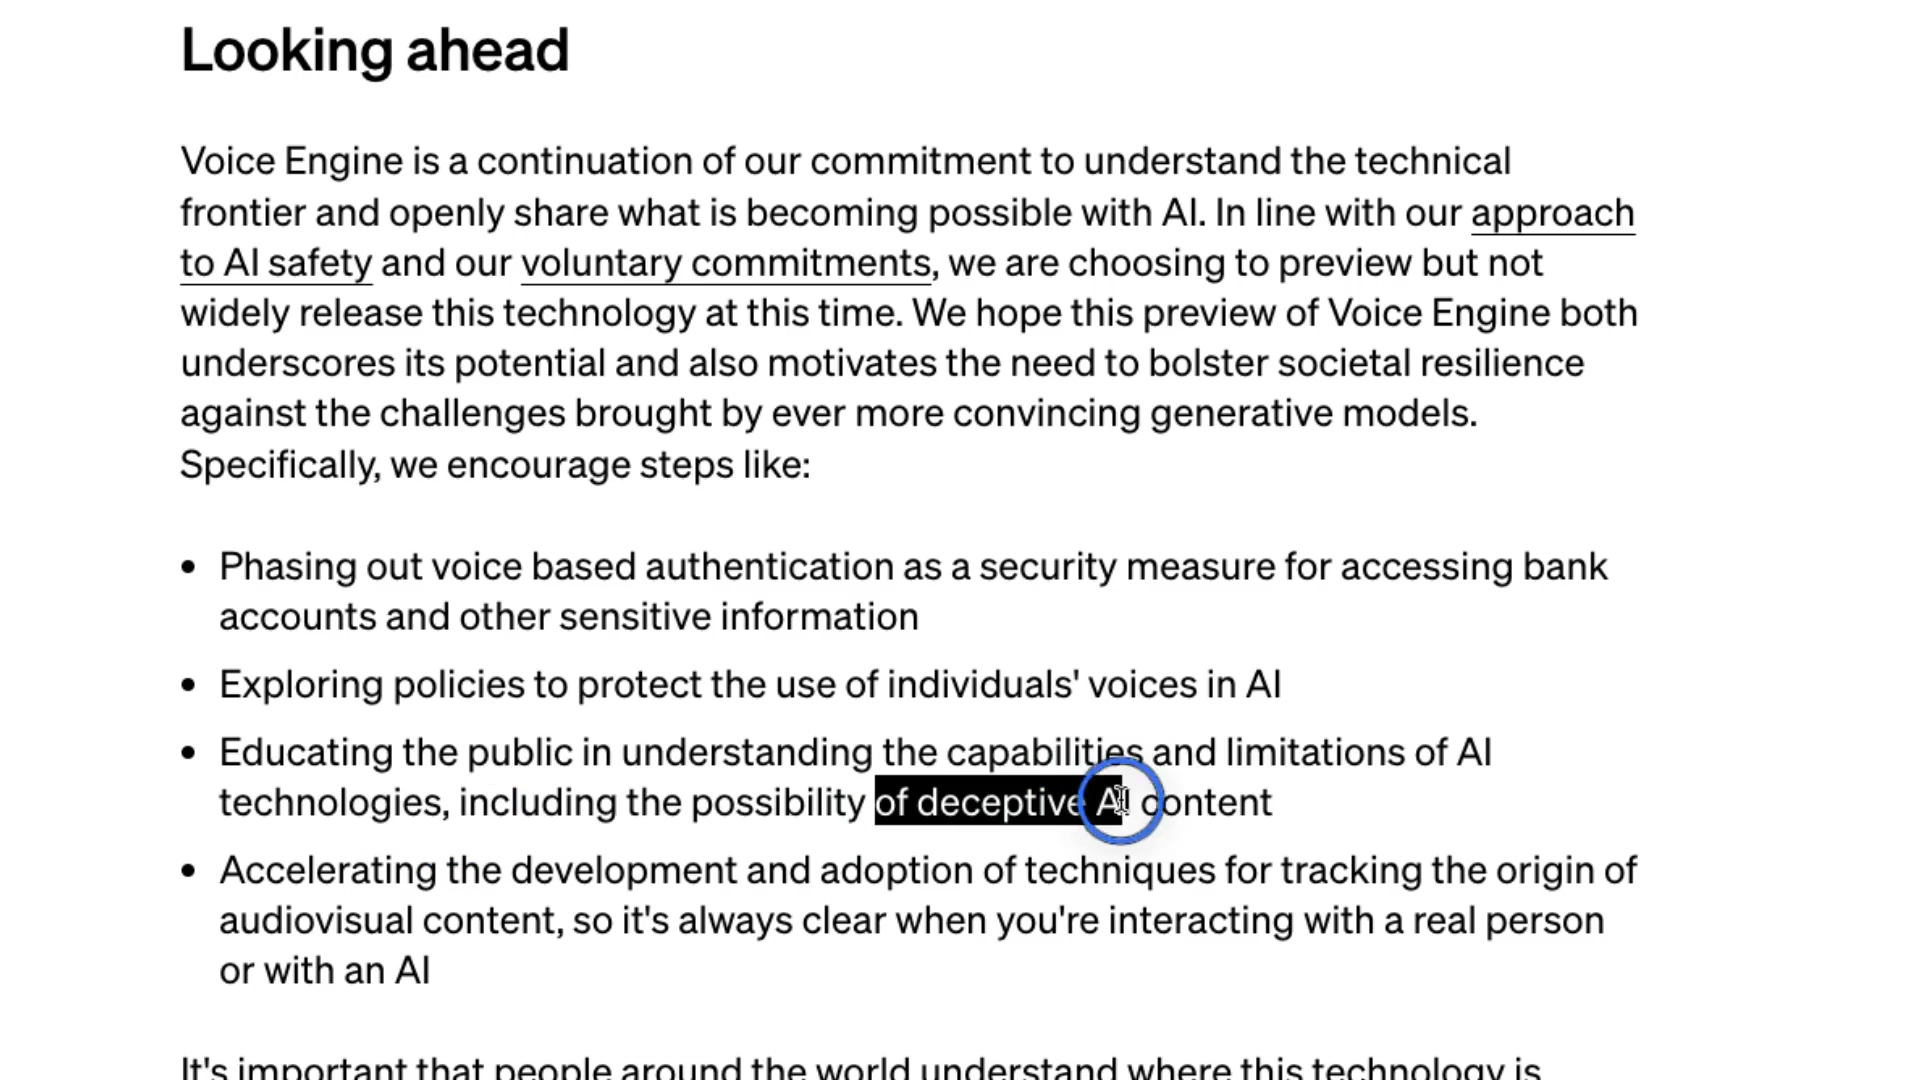 Looking ahead
Voice Engine is a continuation of our commitment to understand the technical
frontier and openly share what is becoming possible with AI. In line with our approach
to AI safety and our voluntary commitments, we are choosing to preview but not
widely release this technology at this time. We hope this preview of Voice Engine both
underscores its potential and also motivates the need to bolster societal resilience
against the challenges brought by ever more convincing generative models.
Specifically, we encourage steps like:
• Phasing out voice based authentication as a security measure for accessing bank
accounts and other sensitive information
• Exploring policies to protect the use of individuals' voices in AI
• Educating the public in understanding the capabilities and limitations of AI
technologies, including the possibility of deceptive AI content
• Accelerating the development and adoption of techniques for tracking the origin of
audiovisual content, so it's always clear when you're interacting with a real person
or with an AI
It's important that people around the world understand where this technology is